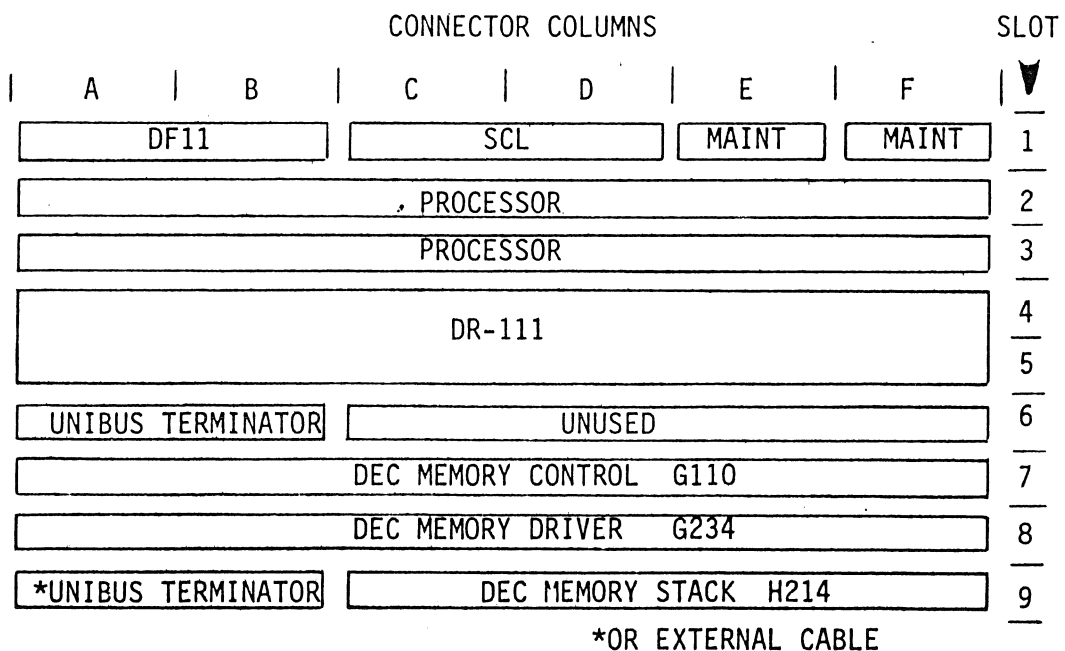 CONNECTOR COLUMNS SLOT
A B C D E F
DF11 SCL MAINT MAINT 1
PROCESSOR 2
PROCESSOR 3
DR-111 4
5
UNIBUS TERMINATOR UNUSED 6
DEC MEMORY CONTROL G110 7
DEC MEMORY DRIVER G234 8
*UNIBUS TERMINATOR DEC MEMORY STACK H214 9
*OR EXTERNAL CABLE